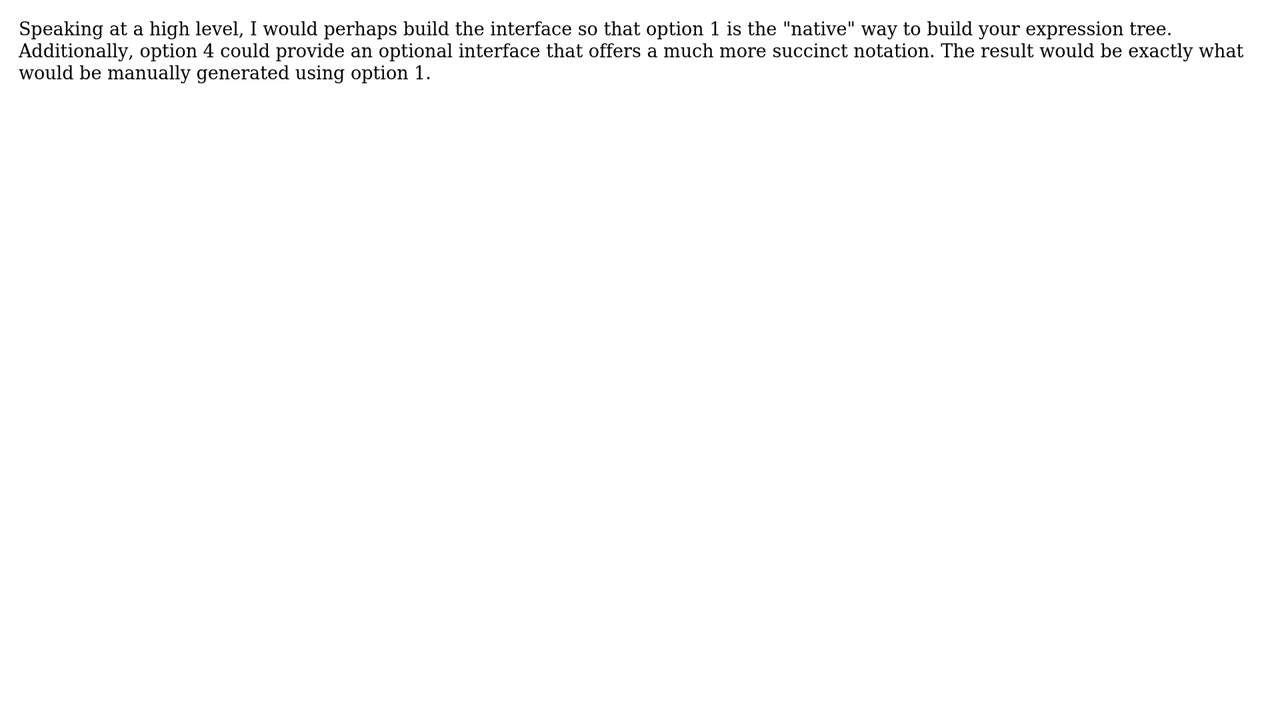 Speaking at a high level, I would perhaps build the interface so that option 1 is the "native" way to build your expression tree.
Additionally, option 4 could provide an optional interface that offers a much more succinct notation. The result would be exactly what
would be manually generated using option 1.